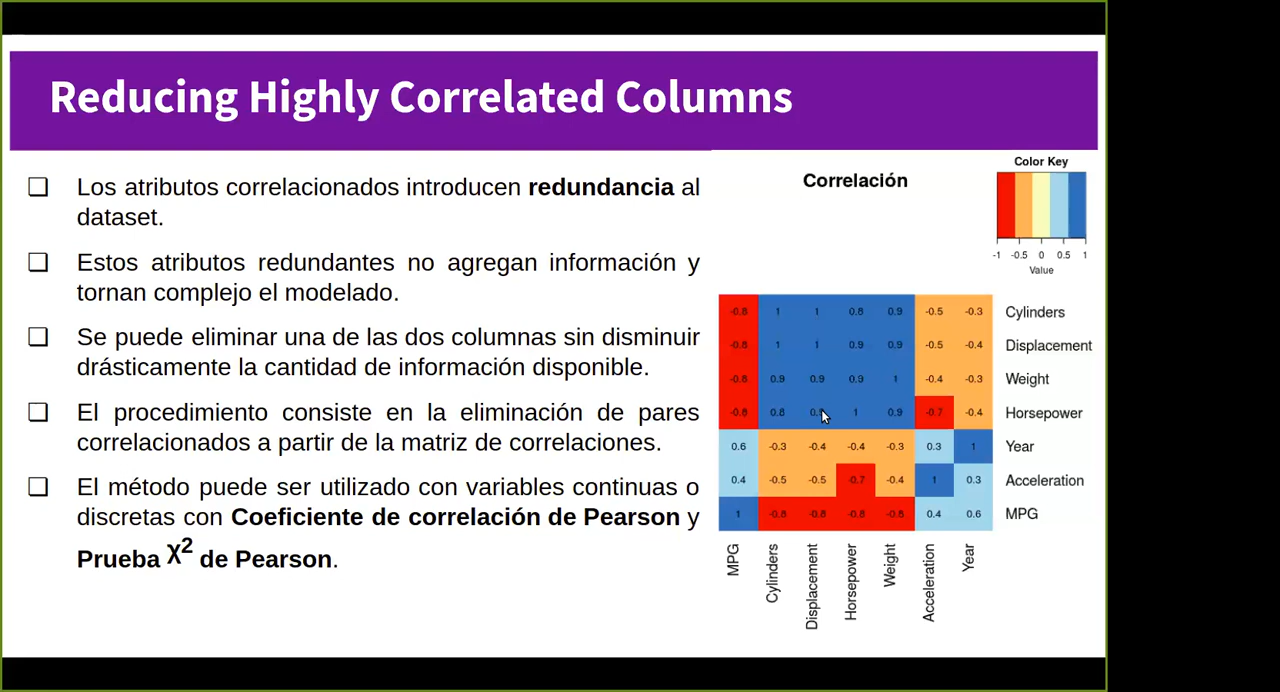 Reducing Highly Correlated Columns
❏ Los atributos correlacionados introducen redundancia al
dataset.
❏ Estos atributos redundantes no agregan información y
tornan complejo el modelado.
❏ Se puede eliminar una de las dos columnas sin disminuir
drásticamente la cantidad de información disponible.
❏ El procedimiento consiste en la eliminación de pares
correlacionados a partir de la matriz de correlaciones.
❏ El método puede ser utilizado con variables continuas o
discretas con Coeficiente de correlación de Pearson y
Prueba χ² de Pearson.
Correlación
Color Key
-1 -0.5 0 0.5 1
Value
-0.8 1 1 0.8 0.9 -0.5 -0.3 Cylinders
-0.8 1 1 0.9 0.9 -0.5 -0.4 Displacement
-0.8 0.9 0.9 0.9 1 -0.4 -0.3 Weight
-0.8 0.8 0.9 1 0.9 -0.7 -0.4 Horsepower
0.6 -0.3 -0.4 -0.4 -0.3 0.3 1 Year
0.4 -0.5 -0.5 -0.7 -0.4 1 0.3 Acceleration
1 -0.8 -0.8 -0.8 -0.8 0.4 0.6 MPG
MPG Cylinders Displacement Horsepower Weight Acceleration Year